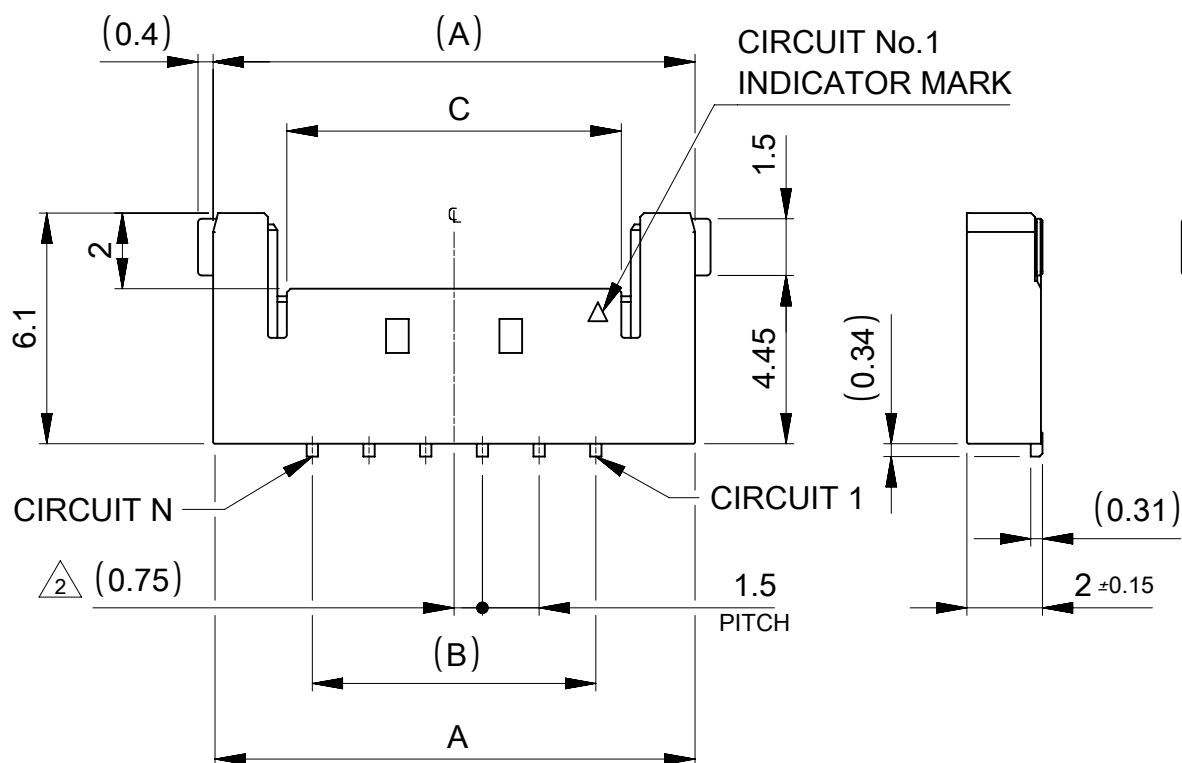 (0.4)
(A)
CIRCUIT No.1
INDICATOR MARK
C
1.5
℄
2
6.1
4.45
(0.34)
CIRCUIT N
CIRCUIT 1
(0.31)
2 (0.75)
1.5
PITCH
2 ±0.15
(B)
A